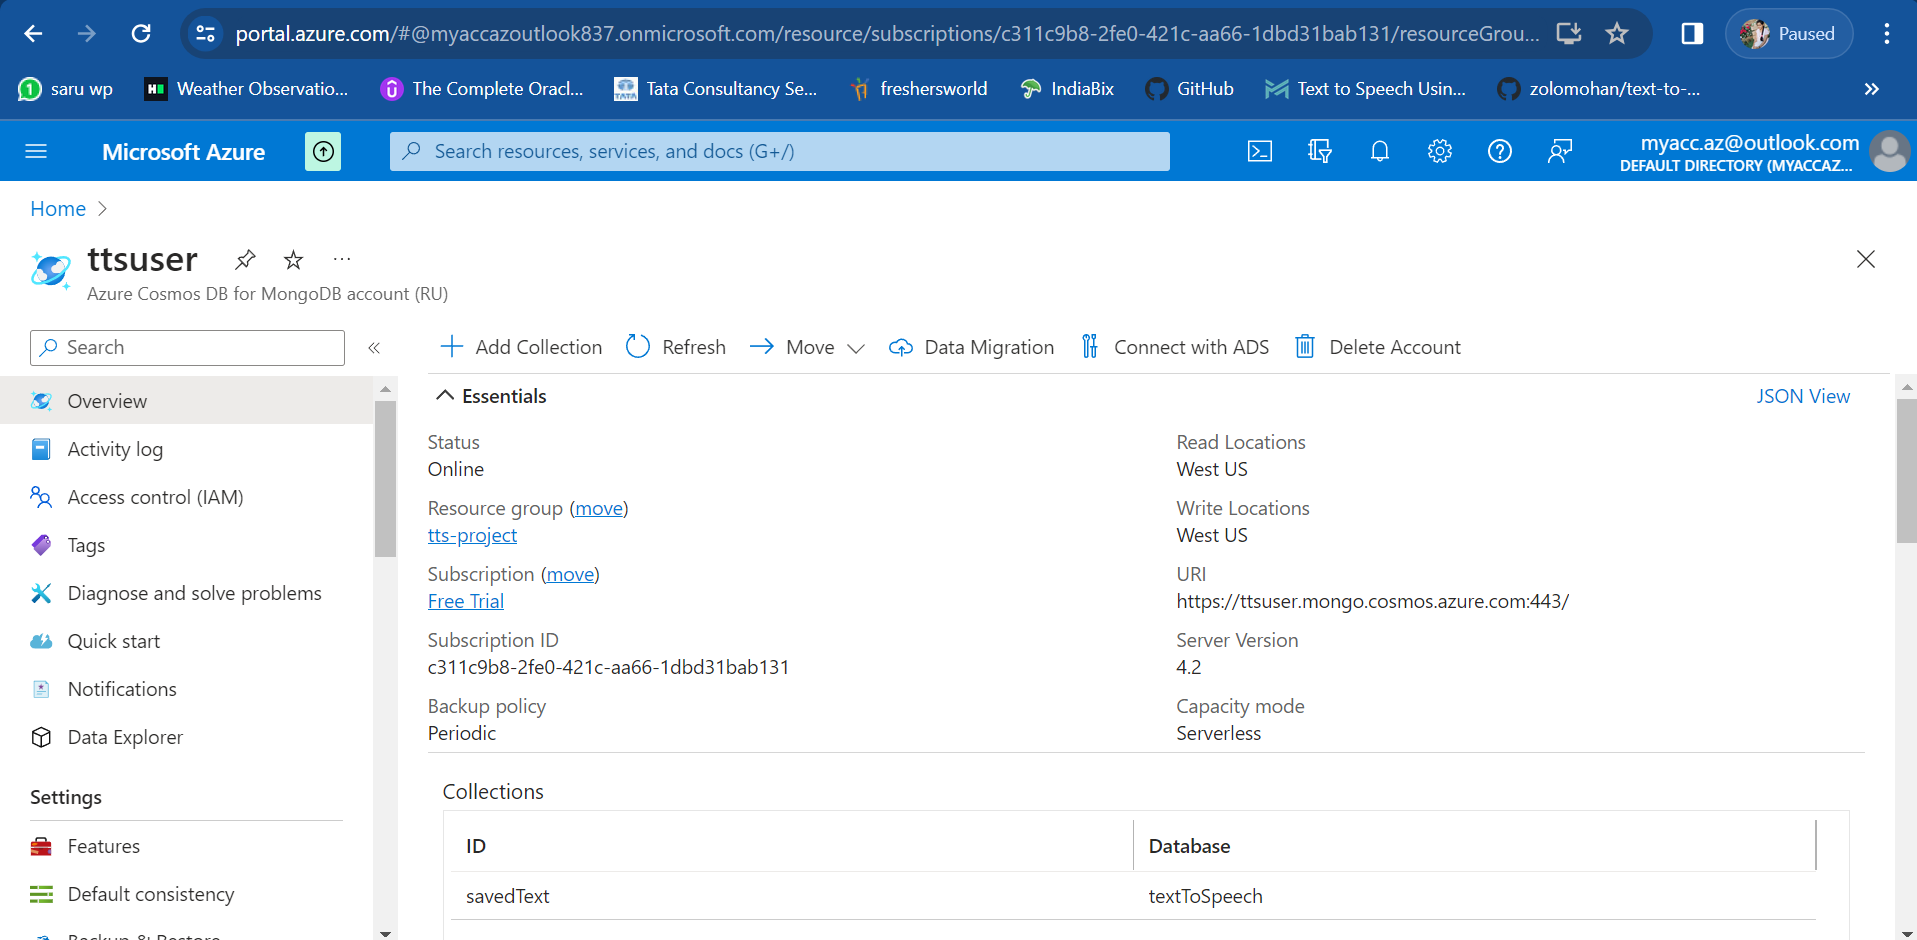 portal.azure.com/#@myaccazoutlook837.onmicrosoft.com/resource/subscriptions/c311c9b8-2fe0-421c-aa66-1dbd31bab131/resourceGrou...
Paused
saru wp
Weather Observatio...
The Complete Oracl...
Tata Consultancy Se...
freshersworld
IndiaBix
GitHub
Text to Speech Usin...
zolomohan/text-to-...
Microsoft Azure
Search resources, services, and docs (G+/)
myacc.az@outlook.com
DEFAULT DIRECTORY (MYACCAZ...
Home
ttsuser
Azure Cosmos DB for MongoDB account (RU)
Search
Add Collection
Refresh
Move
Data Migration
Connect with ADS
Delete Account
Overview
Activity log
Access control (IAM)
Tags
Diagnose and solve problems
Quick start
Notifications
Data Explorer
Settings
Features
Default consistency
Backup & Restore
Essentials
JSON View
Status
Online
Resource group (move)
tts-project
Subscription (move)
Free Trial
Subscription ID
c311c9b8-2fe0-421c-aa66-1dbd31bab131
Backup policy
Periodic
Read Locations
West US
Write Locations
West US
URI
https://ttsuser.mongo.cosmos.azure.com:443/
Server Version
4.2
Capacity mode
Serverless
Collections
ID
Database
savedText
textToSpeech